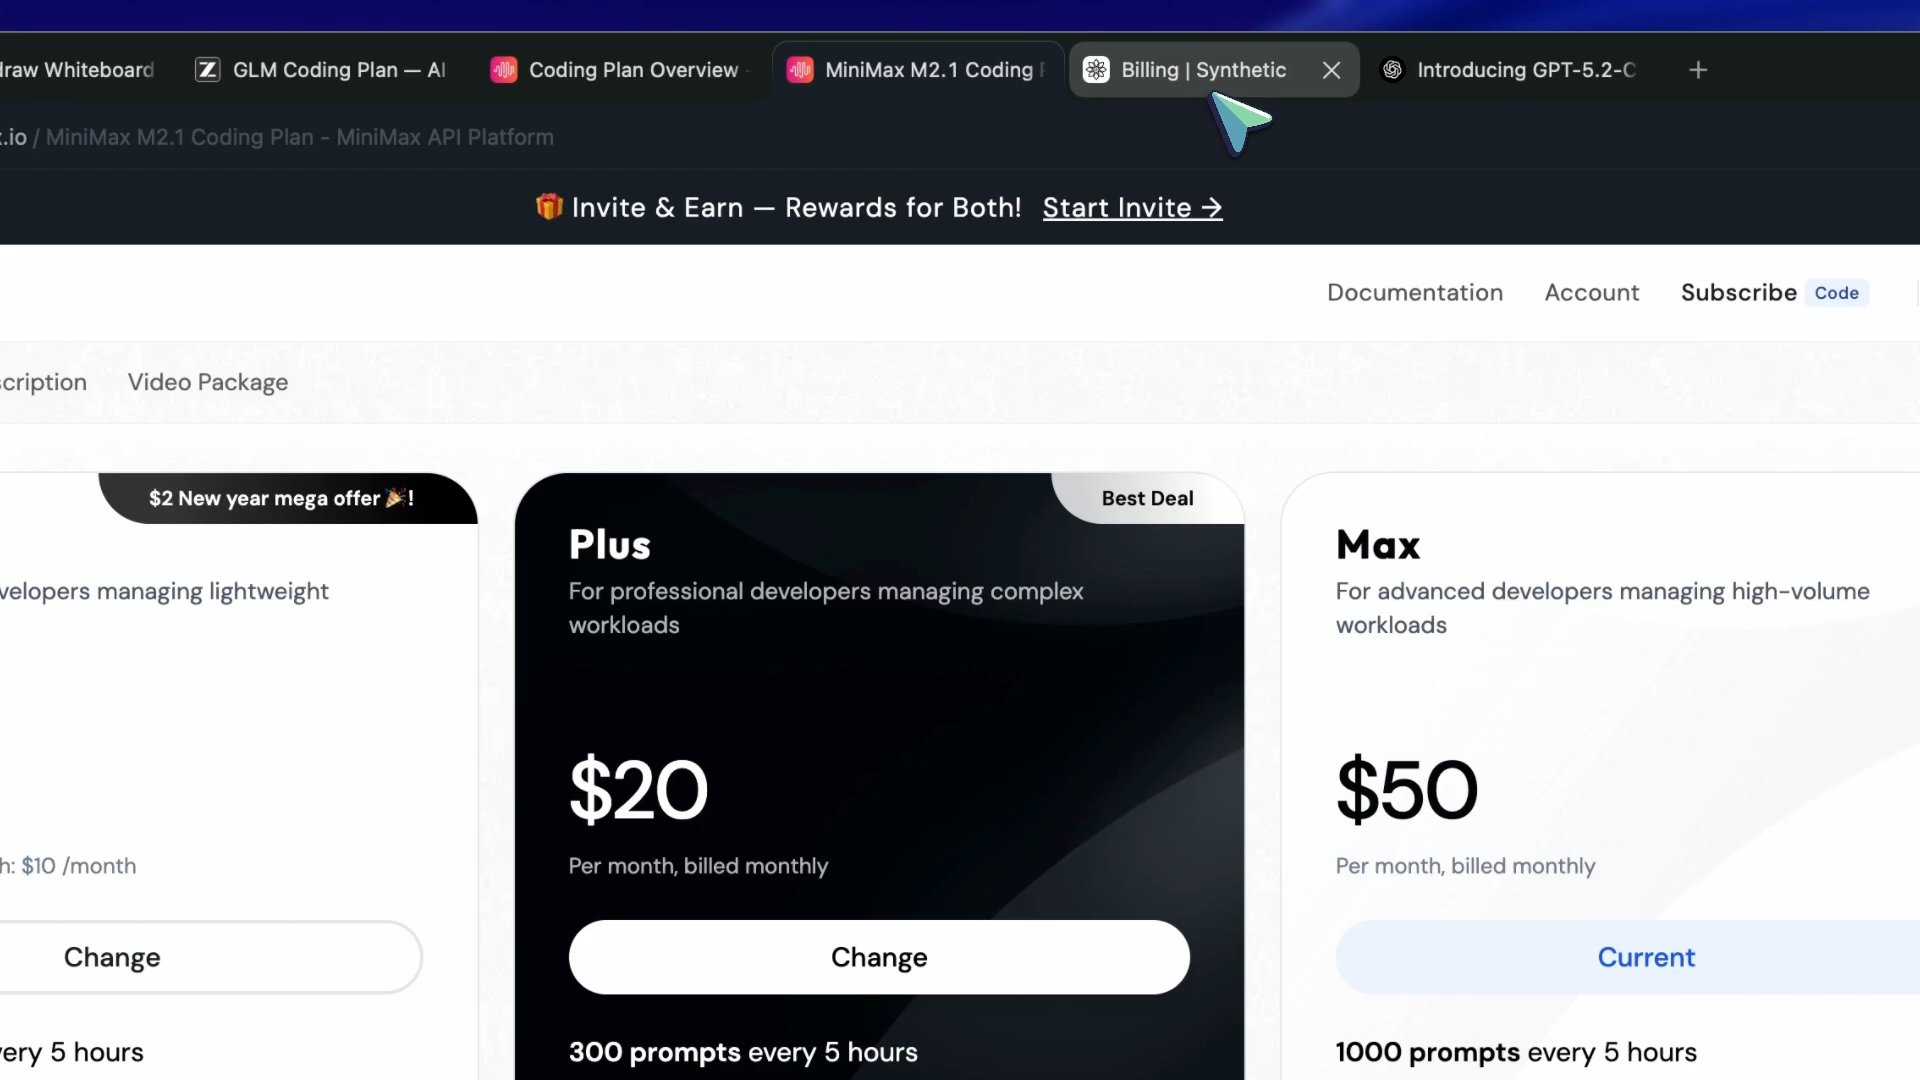 draw Whiteboard
GLM Coding Plan — AI
Coding Plan Overview -
MiniMax M2.1 Coding
Billing | Synthetic
Introducing GPT-5.2-C
.io / MiniMax M2.1 Coding Plan - MiniMax API Platform
🎁 Invite & Earn — Rewards for Both! Start Invite →
Documentation
Account
Subscribe
Code
scription
Video Package
$2 New year mega offer 🎉!
velopers managing lightweight
h: $10 /month
Change
very 5 hours
Best Deal
Plus
For professional developers managing complex
workloads
$20
Per month, billed monthly
Change
300 prompts every 5 hours
Max
For advanced developers managing high-volume
workloads
$50
Per month, billed monthly
Current
1000 prompts every 5 hours